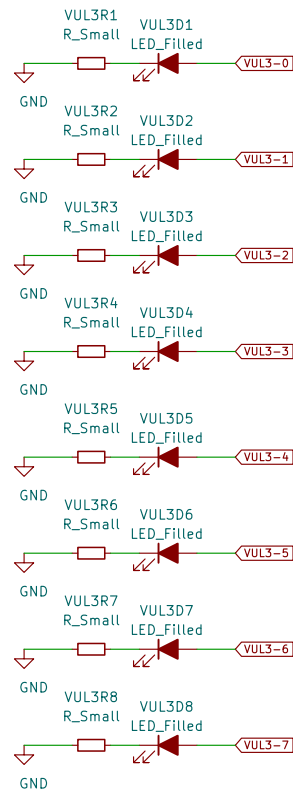 VUL3R1
R_Small
VUL3D1
LED_Filled
VUL3-0
GND
VUL3R2
R_Small
VUL3D2
LED_Filled
VUL3-1
GND
VUL3R3
R_Small
VUL3D3
LED_Filled
VUL3-2
GND
VUL3R4
R_Small
VUL3D4
LED_Filled
VUL3-3
GND
VUL3R5
R_Small
VUL3D5
LED_Filled
VUL3-4
GND
VUL3R6
R_Small
VUL3D6
LED_Filled
VUL3-5
GND
VUL3R7
R_Small
VUL3D7
LED_Filled
VUL3-6
GND
VUL3R8
R_Small
VUL3D8
LED_Filled
VUL3-7
GND